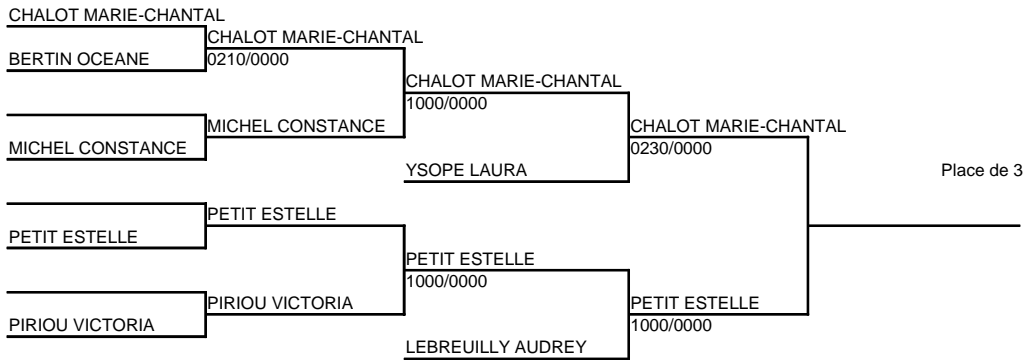 CHALOT MARIE-CHANTAL
CHALOT MARIE-CHANTAL
BERTIN OCEANE
0210/0000
CHALOT MARIE-CHANTAL
1000/0000
MICHEL CONSTANCE
CHALOT MARIE-CHANTAL
MICHEL CONSTANCE
0230/0000
YSOPE LAURA
Place de 3
PETIT ESTELLE
PETIT ESTELLE
PETIT ESTELLE
1000/0000
PIRIOU VICTORIA
PETIT ESTELLE
PIRIOU VICTORIA
1000/0000
LEBREUILLY AUDREY